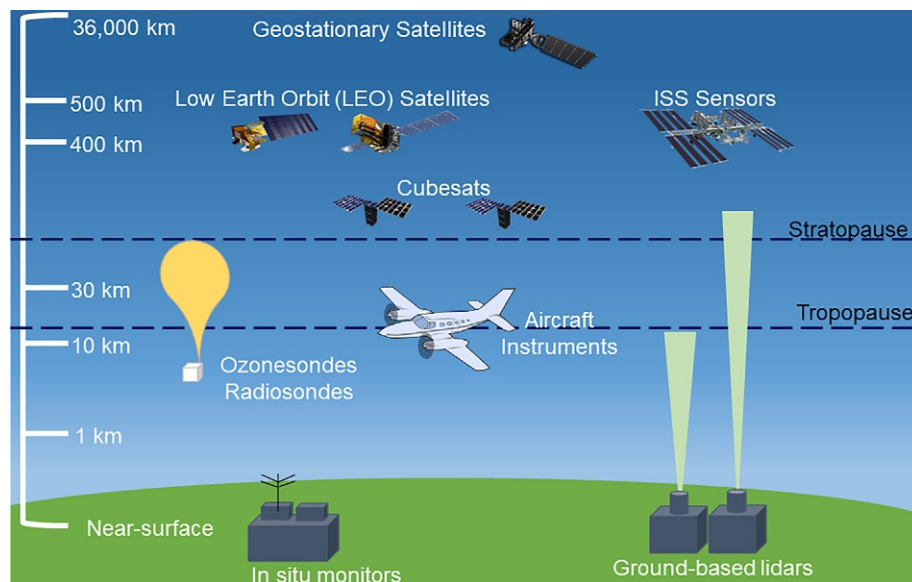 36,000 km
Geostationary Satellites
500 km
Low Earth Orbit (LEO) Satellites
ISS Sensors
400 km
Cubesats
Stratopause
30 km
Tropopause
Aircraft
Instruments
10 km
Ozonesondes
Radiosondes
1 km
Near-surface
In situ monitors
Ground-based lidars